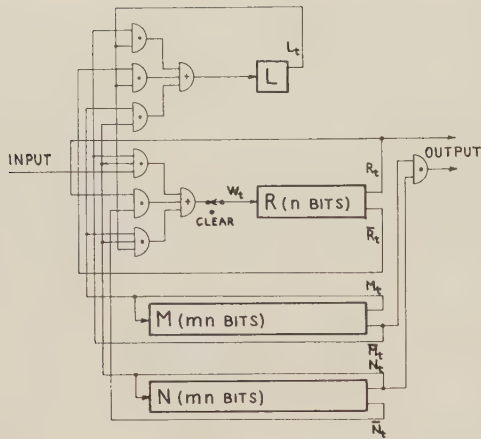 L_t
L
INPUT
OUTPUT
R_t
W_t
R (n BITS)
CLEAR
R̅_t
M_t
M (mn BITS)
M̅_t
N_t
N (mn BITS)
N̅_t